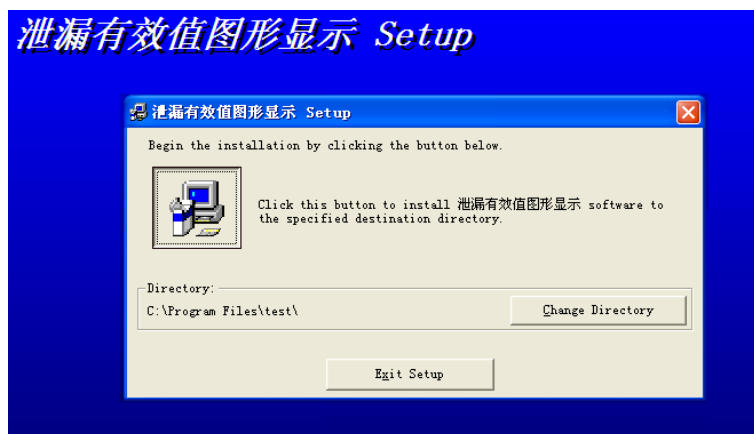 泄漏有效值图形显示 Setup
泄漏有效值图形显示 Setup
Begin the installation by clicking the button below.
Click this button to install 泄漏有效值图形显示 software to
the specified destination directory.
Directory:
C:\Program Files\test\
Change Directory
Exit Setup